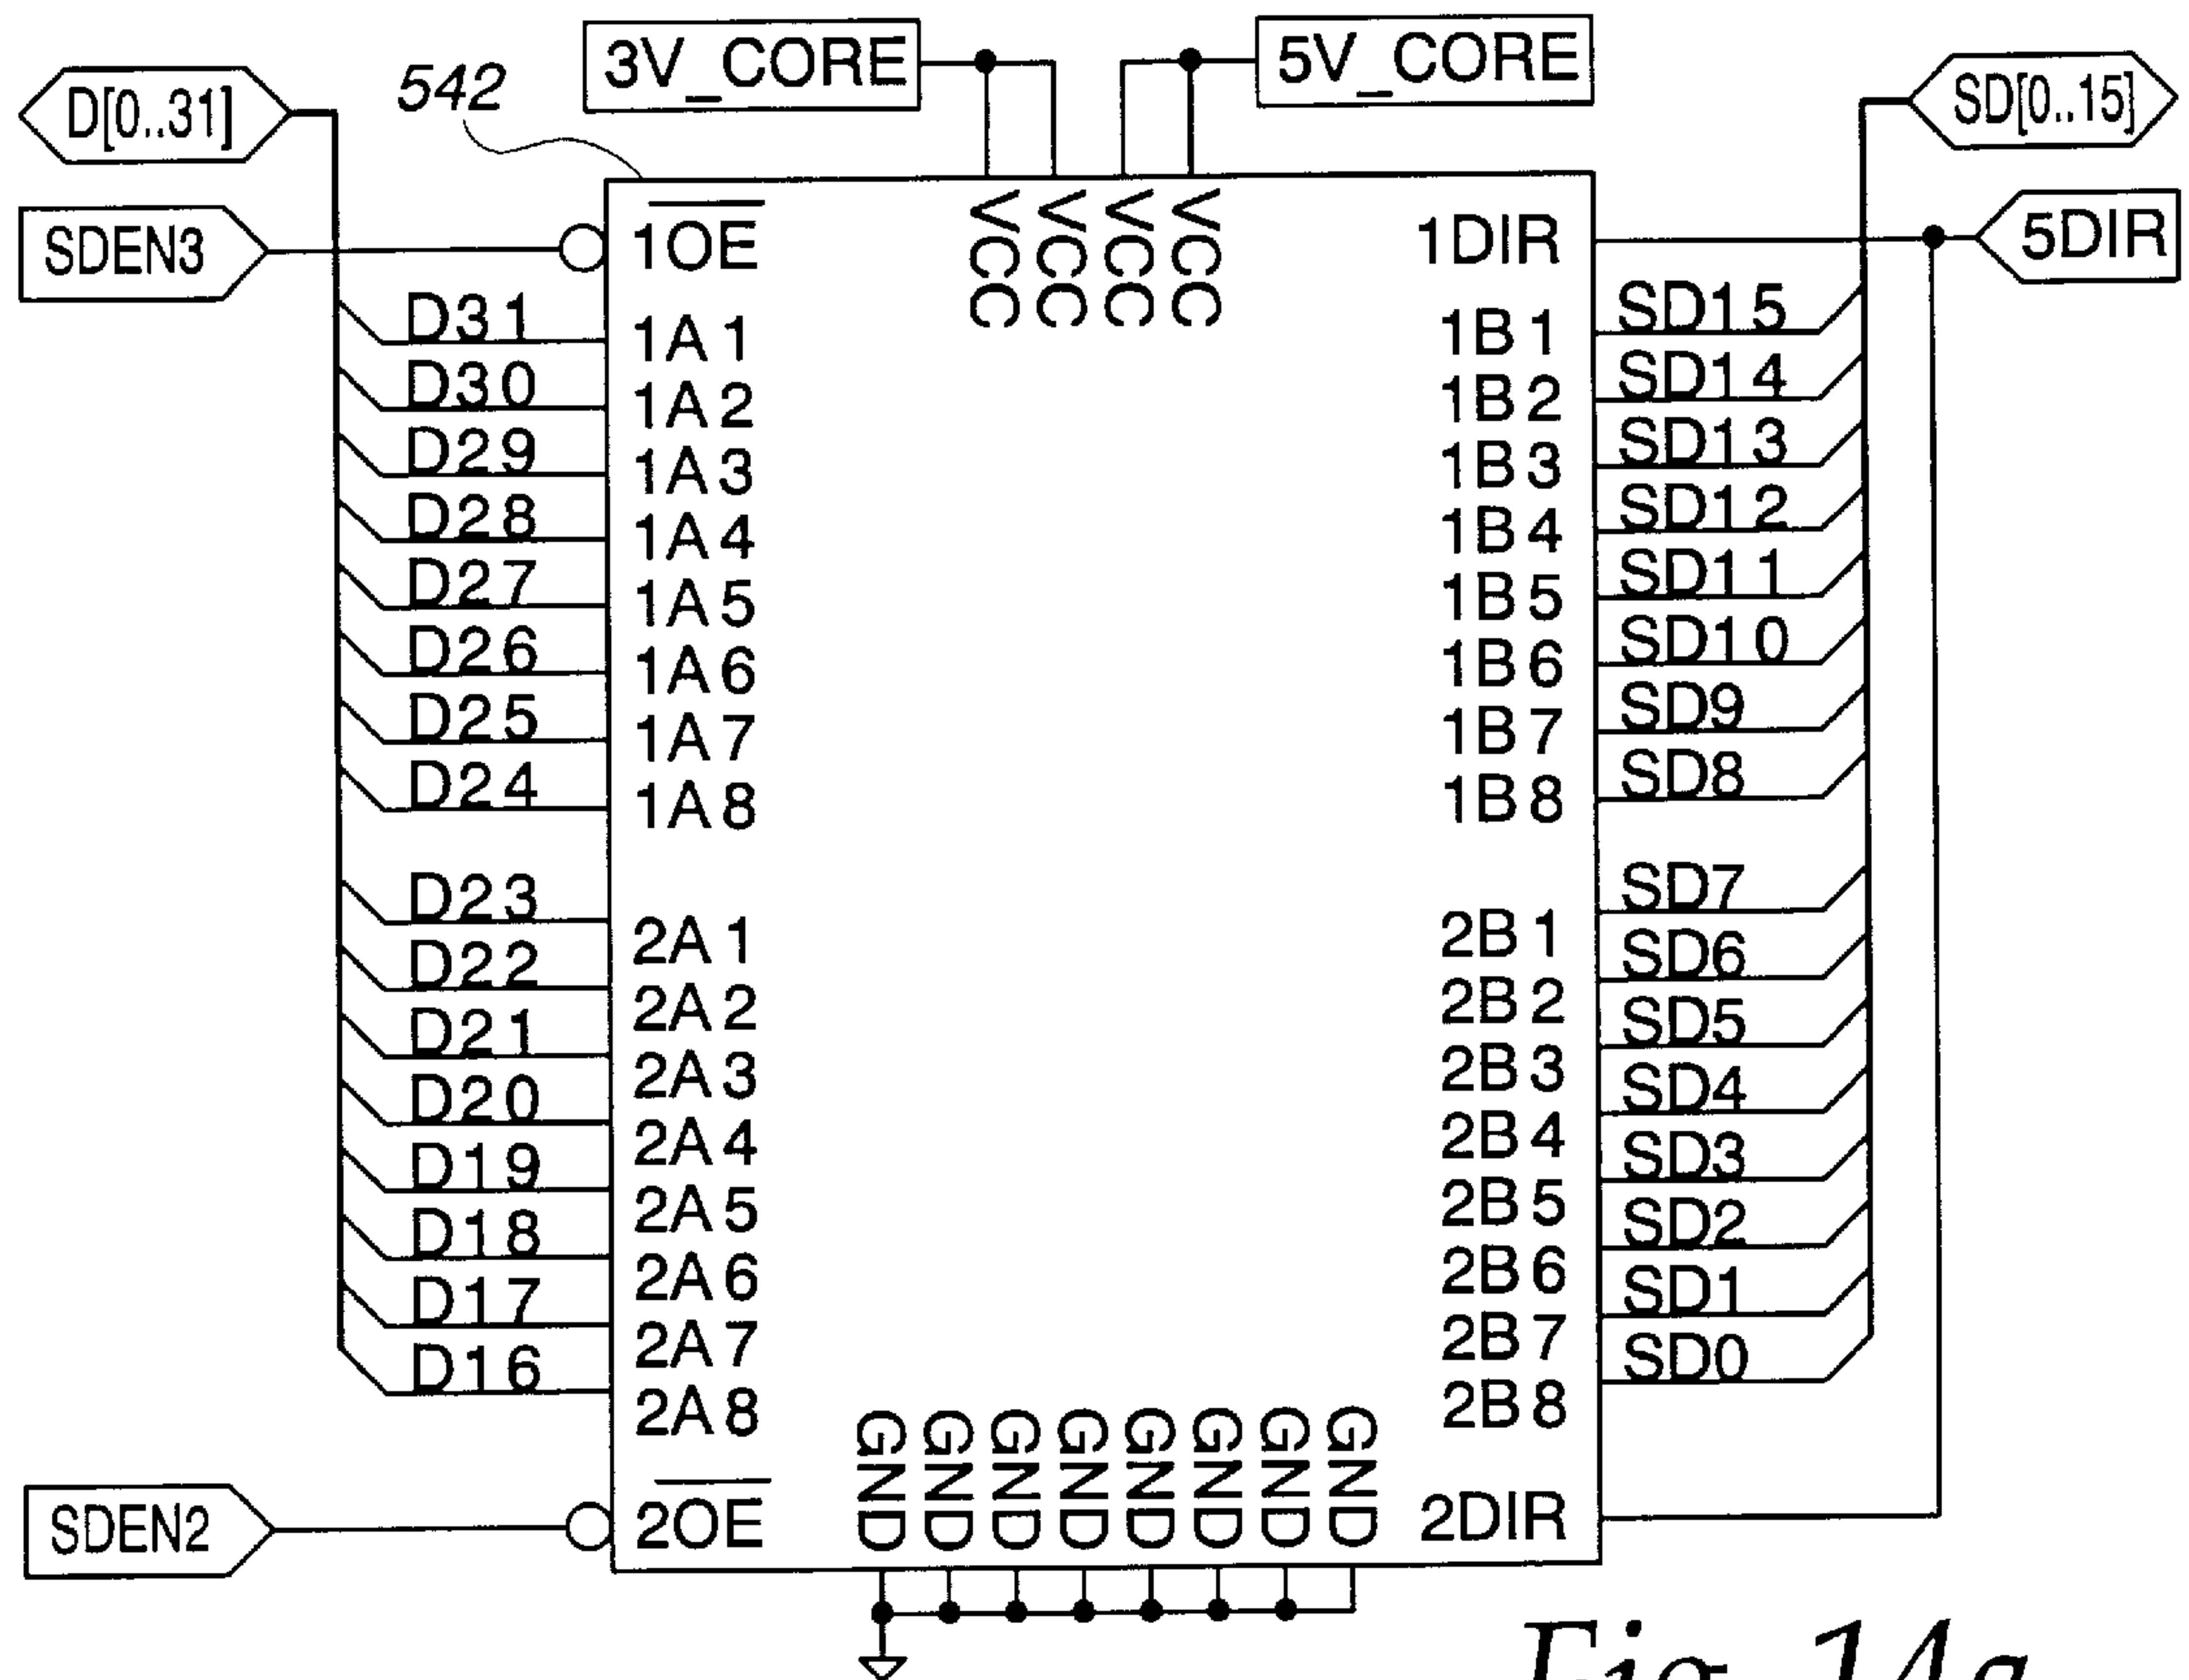 3V_CORE
5V_CORE
542
D[0..31]
SD[0..15]
SDEN3
1OE
VCC
VCC
VCC
VCC
1DIR
5DIR
D31
1A1
1B1
SD15
D30
1A2
1B2
SD14
D29
1A3
1B3
SD13
D28
1A4
1B4
SD12
D27
1A5
1B5
SD11
D26
1A6
1B6
SD10
D25
1A7
1B7
SD9
D24
1A8
1B8
SD8
D23
2A1
2B1
SD7
D22
2A2
2B2
SD6
D21
2A3
2B3
SD5
D20
2A4
2B4
SD4
D19
2A5
2B5
SD3
D18
2A6
2B6
SD2
D17
2A7
2B7
SD1
D16
2A8
2B8
SD0
SDEN2
2OE
GND
GND
GND
GND
GND
GND
GND
GND
2DIR